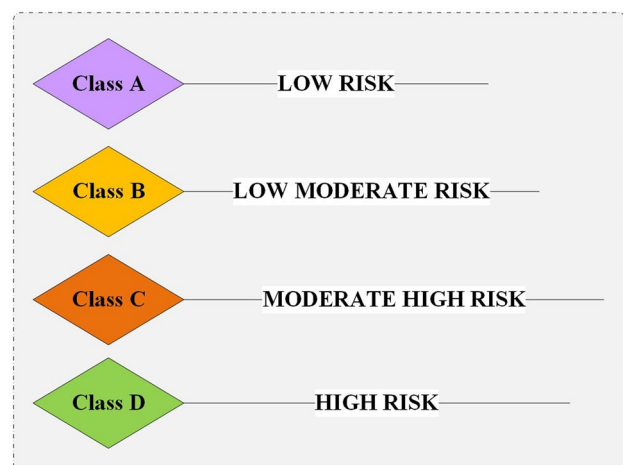 Class A LOW RISK
Class B LOW MODERATE RISK
Class C MODERATE HIGH RISK
Class D HIGH RISK